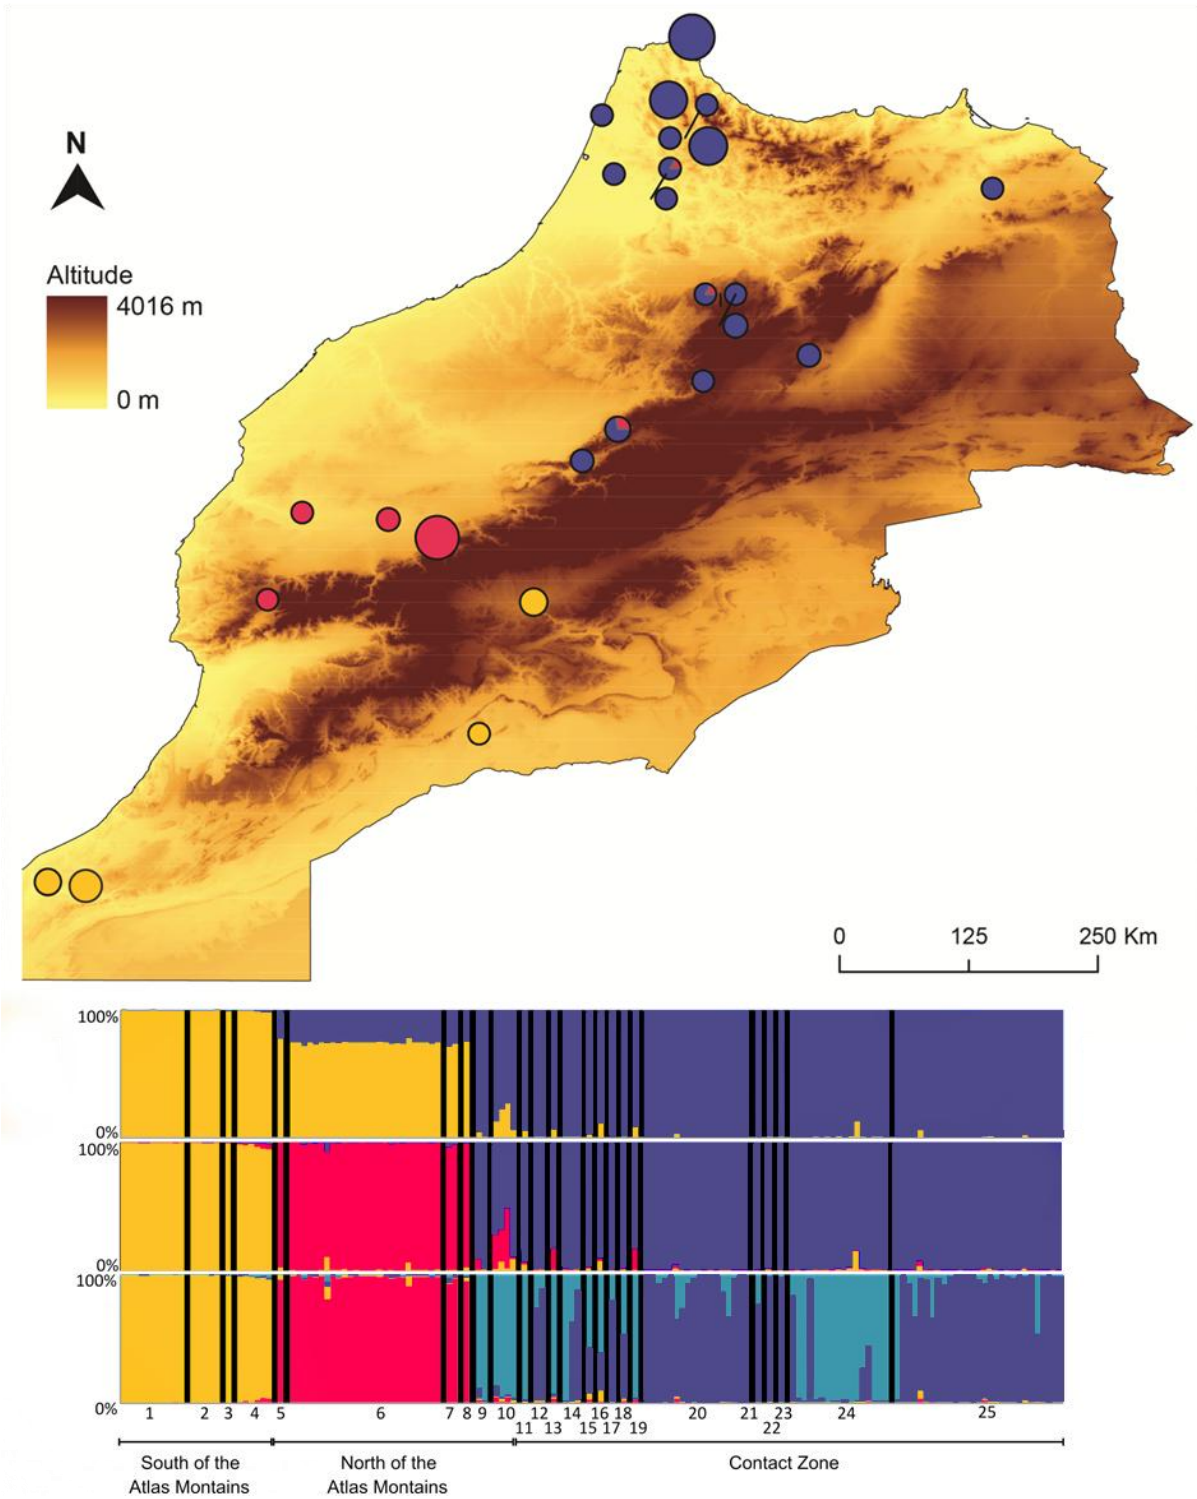 N
Altitude
4016 m
0 m
0 125 250 Km
100%
0%
100%
0%
100%
0%
1 2 3 4 5 6 7 8 9 10 12 14 16 18 20 21 23 24 25
11 13 15 17 19 22
South of the
Atlas Montains
North of the
Atlas Montains
Contact Zone